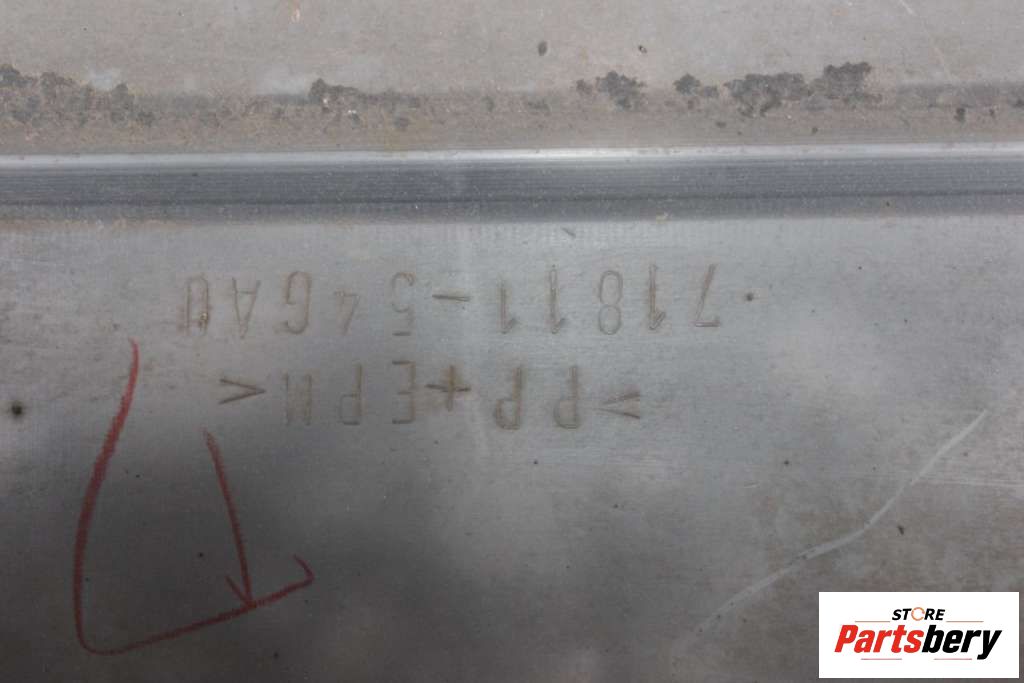 71811-54GA0
>PP+EPM<
STORE
Partsbery